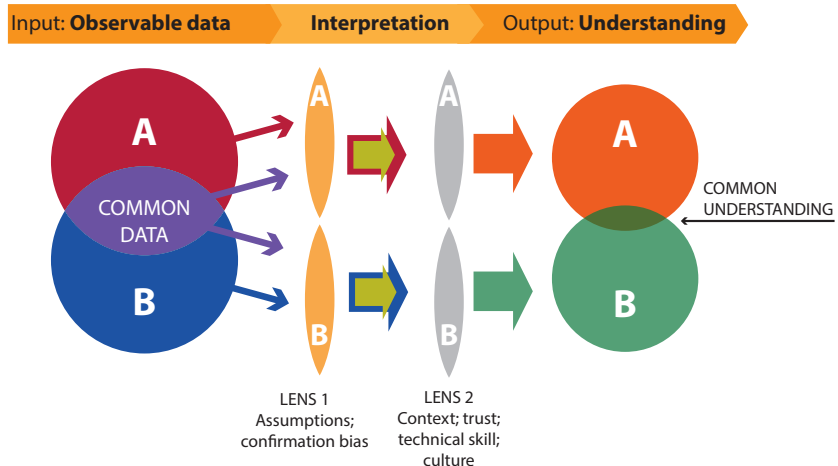 Input: Observable data
Interpretation
Output: Understanding
A
COMMON
DATA
B
A
B
A
B
A
B
COMMON
UNDERSTANDING
LENS 1
Assumptions;
confirmation bias
LENS 2
Context; trust;
technical skill;
culture